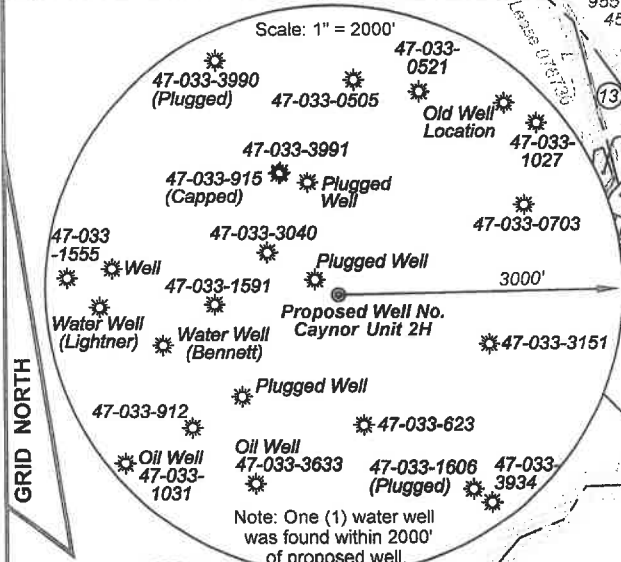 Scale: 1" = 2000'
955
45
Lease 078730
L
13
47-033-3990
(Plugged)
47-033-0505
47-033-
0521
Old Well
Location
47-033-
1027
47-033-3991
47-033-915
(Capped)
Plugged
Well
47-033-0703
47-033
-1555
Well
47-033-3040
Plugged Well
3000'
47-033-1591
Proposed Well No.
Caynor Unit 2H
Water Well
(Lightner)
Water Well
(Bennett)
47-033-3151
GRID NORTH
Plugged Well
47-033-912
47-033-623
Oil Well
47-033-
1031
Oil Well
47-033-3633
47-033-1606
(Plugged)
47-033-
3934
Note: One (1) water well
was found within 2000'
of proposed well.